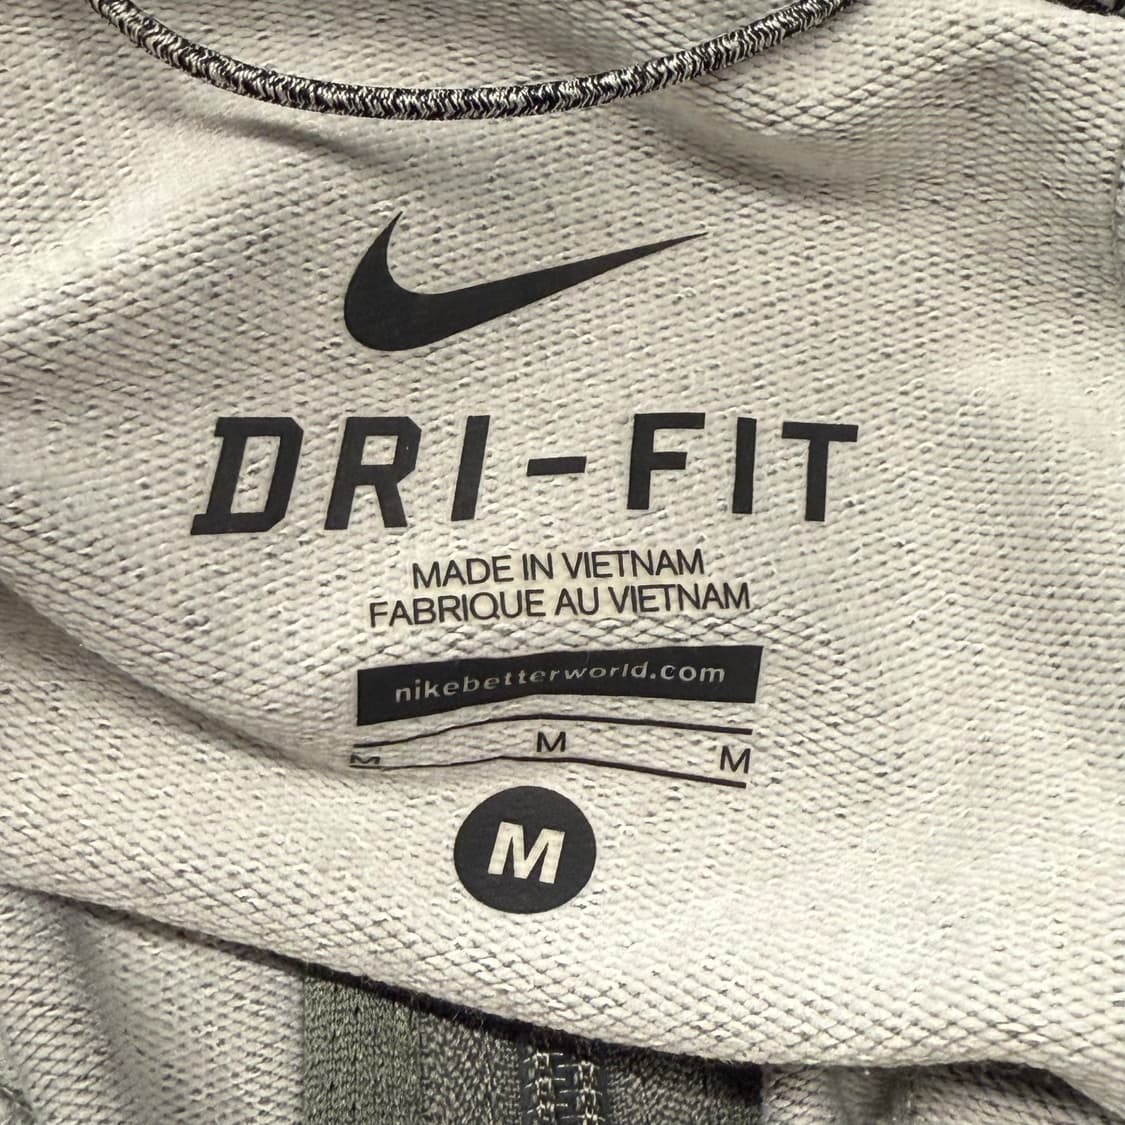 DRI-FIT
MADE IN VIETNAM
FABRIQUE AU VIETNAM
nikebetterworld.com
M M M
M